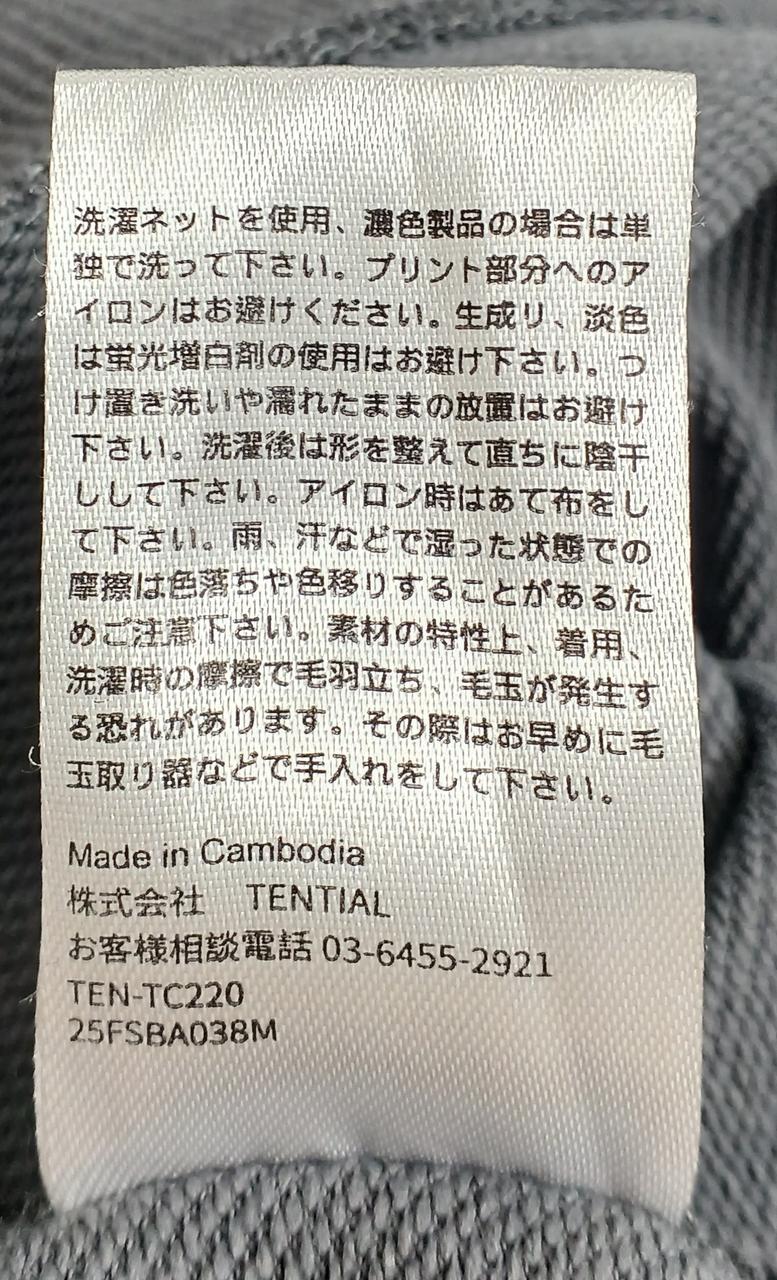 洗濯ネットを使用、濃色製品の場合は単
独で洗って下さい。プリント部分へのア
イロンはお避けください。生成り、淡色
は蛍光増白剤の使用はお避け下さい。つ
け置き洗いや濡れたままの放置はお避け
下さい。洗濯後は形を整えて直ちに陰干
しして下さい。アイロン時はあて布をし
て下さい。雨、汗などで湿った状態での
摩擦は色落ちや色移りすることがあるた
めご注意下さい。素材の特性上、着用、
洗濯時の摩擦で毛羽立ち、毛玉が発生す
る恐れがあります。その際はお早めに毛
玉取り器などで手入れをして下さい。
Made in Cambodia
株式会社　TENTIAL
お客様相談電話 03-6455-2921
TEN-TC220
25FSBA038M